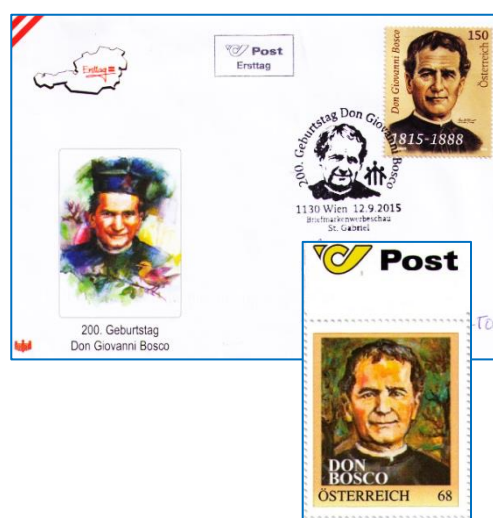 Ersttag
Post
Ersttag
Don Giovanni Bosco
150
Österreich
1815-1888
200. Geburtstag Don Giovanni Bosco
1130 Wien 12.9.2015
Briefmarkenwerbeschau
St. Gabriel
200. Geburtstag
Don Giovanni Bosco
Post
DON
BOSCO
ÖSTERREICH 68